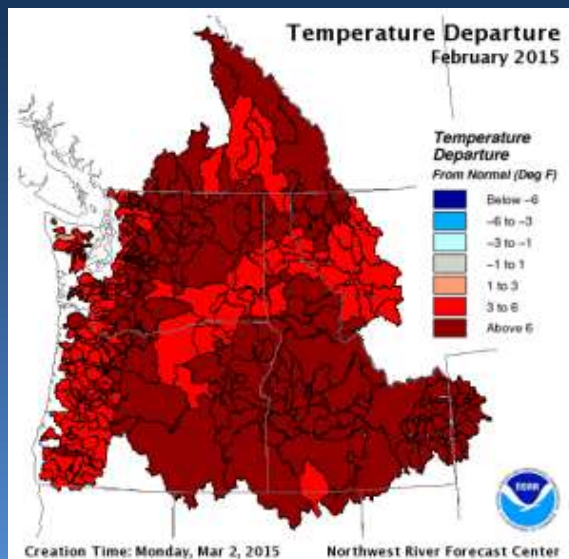 Temperature Departure
February 2015
Temperature
Departure
From Normal (Deg F)
Below -6
-6 to -3
-3 to -1
-1 to 1
1 to 3
3 to 6
Above 6
NOAA
Creation Time: Monday, Mar 2, 2015
Northwest River Forecast Center